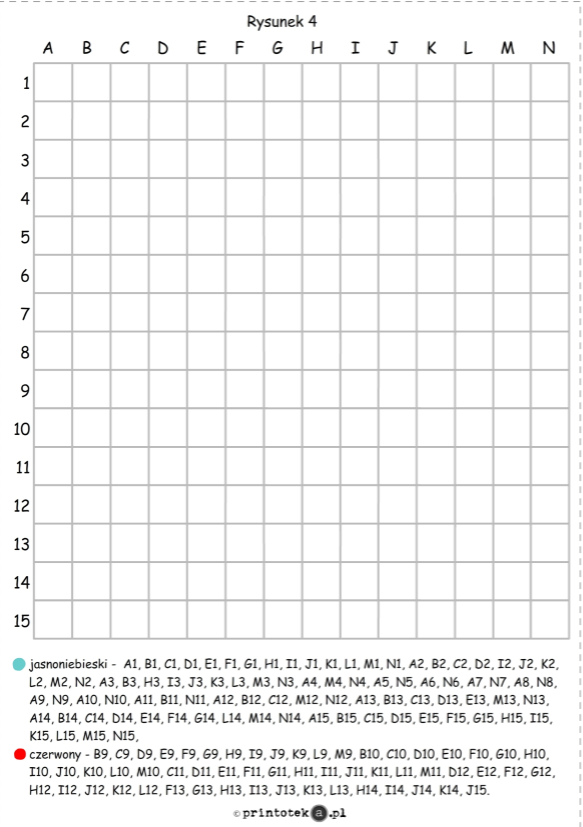 Rysunek 4
A B C D E F G H I J K L M N
1
2
3
4
5
6
7
8
9
10
11
12
13
14
15
jasnoniebieski - A1, B1, C1, D1, E1, F1, G1, H1, I1, J1, K1, L1, M1, N1, A2, B2, C2, D2, I2, J2, K2,
L2, M2, N2, A3, B3, H3, I3, J3, K3, L3, M3, N3, A4, M4, N4, A5, N5, A6, N6, A7, N7, A8, N8,
A9, N9, A10, N10, A11, B11, N11, A12, B12, C12, M12, N12, A13, B13, C13, D13, E13, M13, N13,
A14, B14, C14, D14, E14, F14, G14, L14, M14, N14, A15, B15, C15, D15, E15, F15, G15, H15, I15,
K15, L15, M15, N15,
czerwony - B9, C9, D9, E9, F9, G9, H9, I9, J9, K9, L9, M9, B10, C10, D10, E10, F10, G10, H10,
I10, J10, K10, L10, M10, C11, D11, E11, F11, G11, H11, I11, J11, K11, L11, M11, D12, E12, F12, G12,
H12, I12, J12, K12, L12, F13, G13, H13, I13, J13, K13, L13, H14, I14, J14, K14, J15.
© printoteka.pl